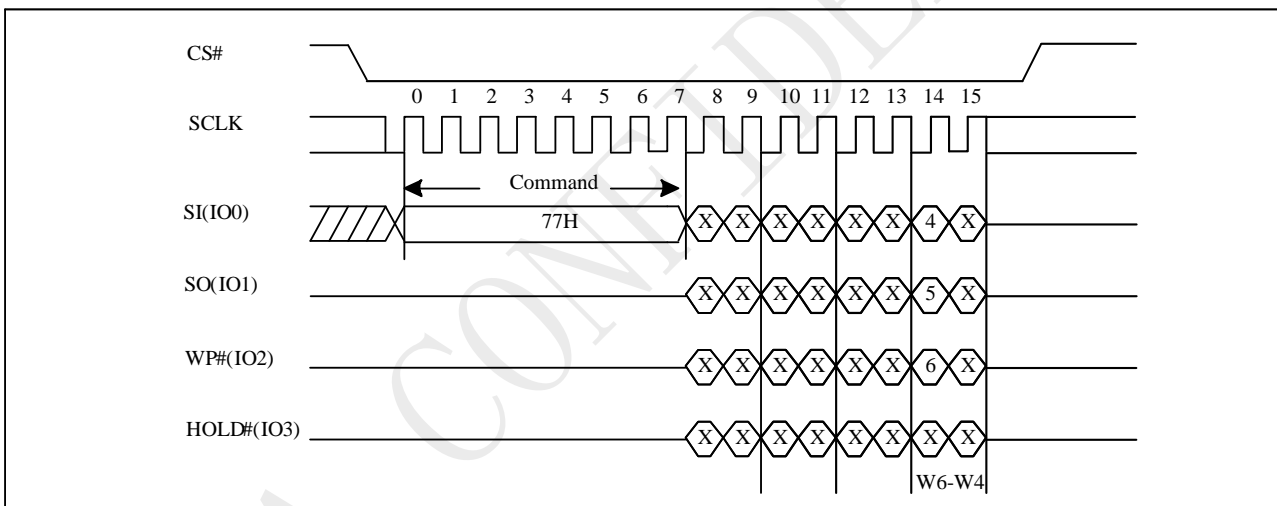 CS#
0 1 2 3 4 5 6 7 8 9 10 11 12 13 14 15
SCLK
Command
SI(IO0) 77H X X X X X X 4 X
SO(IO1) X X X X X X 5 X
WP#(IO2) X X X X X X 6 X
HOLD#(IO3) X X X X X X X X
W6-W4